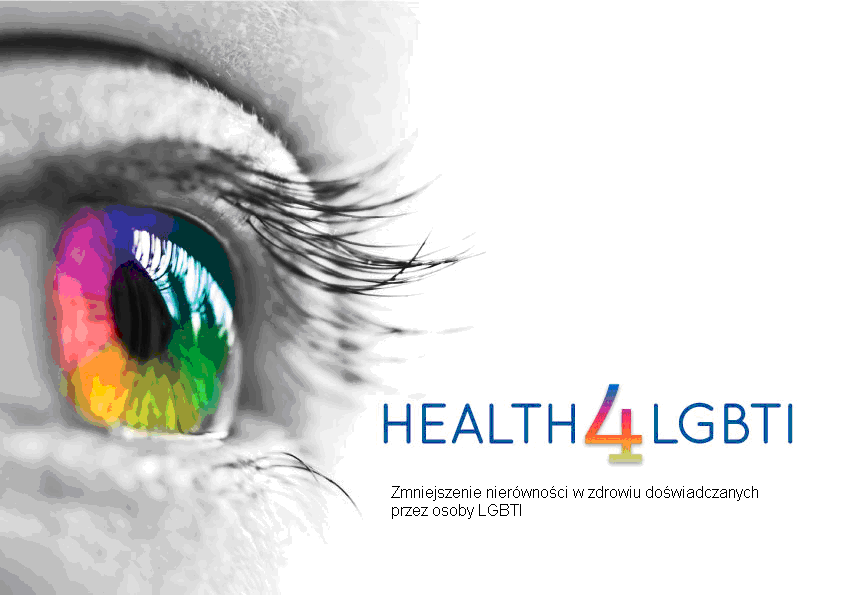 HEALTH4LGBTI
Zmniejszenie nierówności w zdrowiu doświadczanych
przez osoby LGBTI